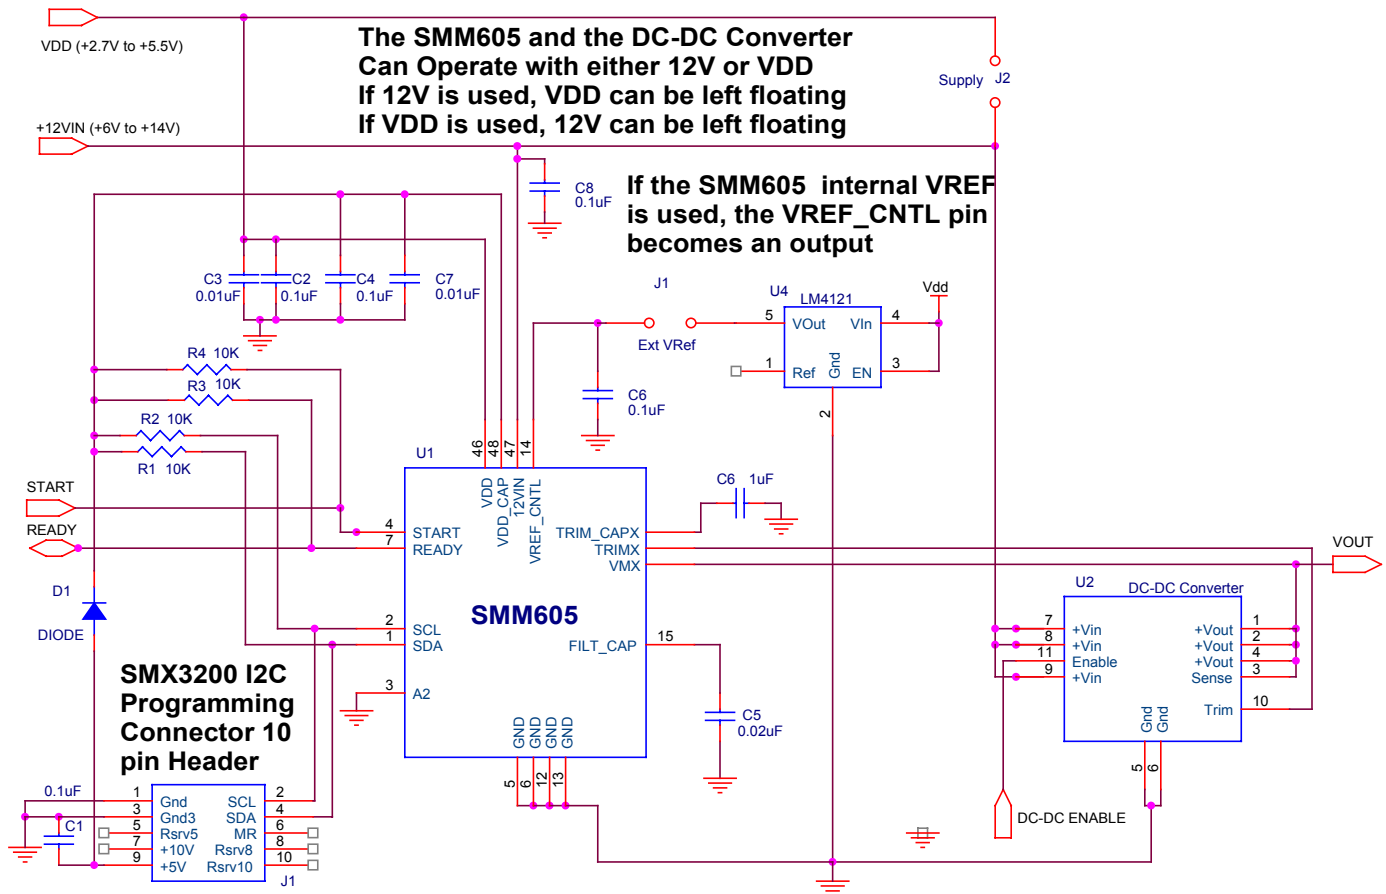 VDD (+2.7V to +5.5V)
The SMM605 and the DC-DC Converter
Can Operate with either 12V or VDD
If 12V is used, VDD can be left floating
If VDD is used, 12V can be left floating
Supply J2
+12VIN (+6V to +14V)
C8
0.1uF
If the SMM605 internal VREF
is used, the VREF_CNTL pin
becomes an output
C3
0.01uF
C2
0.1uF
C4
0.1uF
C7
0.01uF
J1
Ext VRef
U4
LM4121
Vdd
5 VOut VIn 4
1 Ref Gnd EN 3
2
C6
0.1uF
R4 10K
R3 10K
R2 10K
R1 10K
START
READY
U1
46 48 47 14
VDD
VDD_CAP
12VIN
VREF_CNTL
4 START
7 READY
TRIM_CAPX
TRIMX
VMX
C6 1uF
SMM605
2 SCL
1 SDA
FILT_CAP 15
3 A2
GND GND GND GND
5 6 12 13
C5
0.02uF
VOUT
U2
DC-DC Converter
7 +Vin +Vout 1
8 +Vin +Vout 2
11 Enable +Vout 4
9 +Vin Sense 3
Trim 10
Gnd Gnd
5 6
DC-DC ENABLE
D1
DIODE
SMX3200 I2C
Programming
Connector 10
pin Header
0.1uF
C1
1 Gnd SCL 2
3 Gnd3 SDA 4
5 Rsrv5 MR 6
7 +10V Rsrv8 8
9 +5V Rsrv10 10
J1